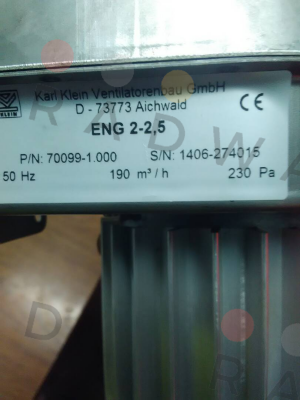 KLEIN
Karl Klein Ventilatorenbau GmbH
D - 73773 Aichwald
CE
ENG 2-2,5
P/N: 70099-1.000 S/N: 1406-274015
50 Hz 190 m³/h 230 Pa